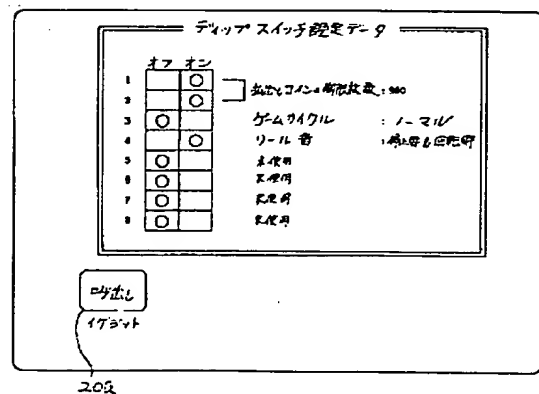 ディップスイッチ設定データ
オフ オン
1
2
払出しコインの制限枚数:900
3 ゲームサイクル :ノーマル
4 リール音 :停止音&回転音
5 未使用
6 未使用
7 未使用
8 未使用
呼出し
イグジット
202